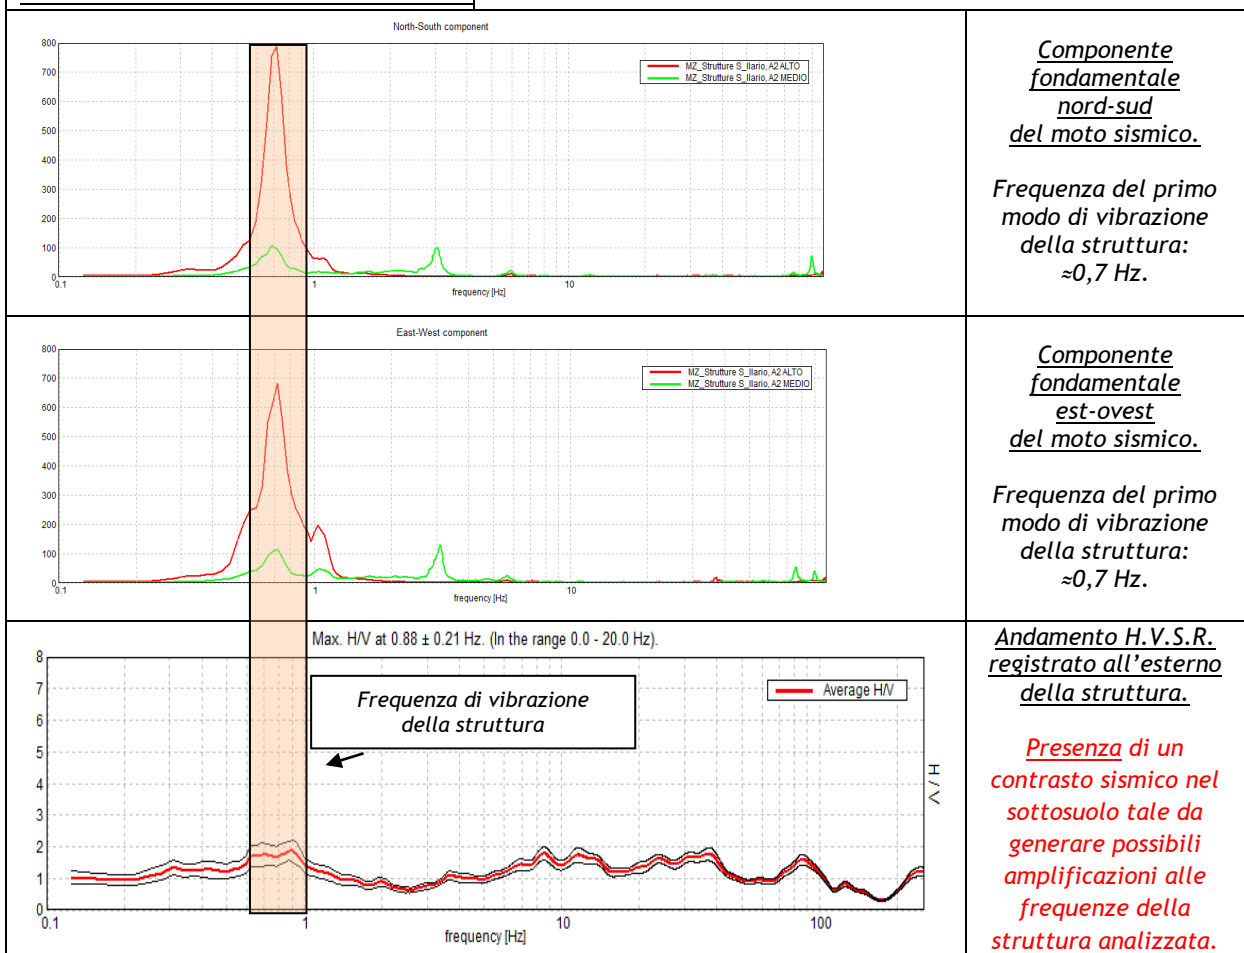 North-South component
800
700
600
500
400
300
200
100
0
0.1
1
10
frequency [Hz]
MZ_Strutture S_Ilario, A2 ALTO
MZ_Strutture S_Ilario, A2 MEDIO
Componente
fondamentale
nord-sud
del moto sismico.
Frequenza del primo
modo di vibrazione
della struttura:
≈0,7 Hz.
East-West component
800
700
600
500
400
300
200
100
0
0.1
1
10
frequency [Hz]
MZ_Strutture S_Ilario, A2 ALTO
MZ_Strutture S_Ilario, A2 MEDIO
Componente
fondamentale
est-ovest
del moto sismico.
Frequenza del primo
modo di vibrazione
della struttura:
≈0,7 Hz.
Max. H/V at 0.88 ± 0.21 Hz. (In the range 0.0 - 20.0 Hz).
8
7
6
5
4
3
2
1
0
0.1
1
10
100
frequency [Hz]
H / V
Average H/V
Frequenza di vibrazione
della struttura
Andamento H.V.S.R.
registrato all’esterno
della struttura.
Presenza di un
contrasto sismico nel
sottosuolo tale da
generare possibili
amplificazioni alle
frequenze della
struttura analizzata.